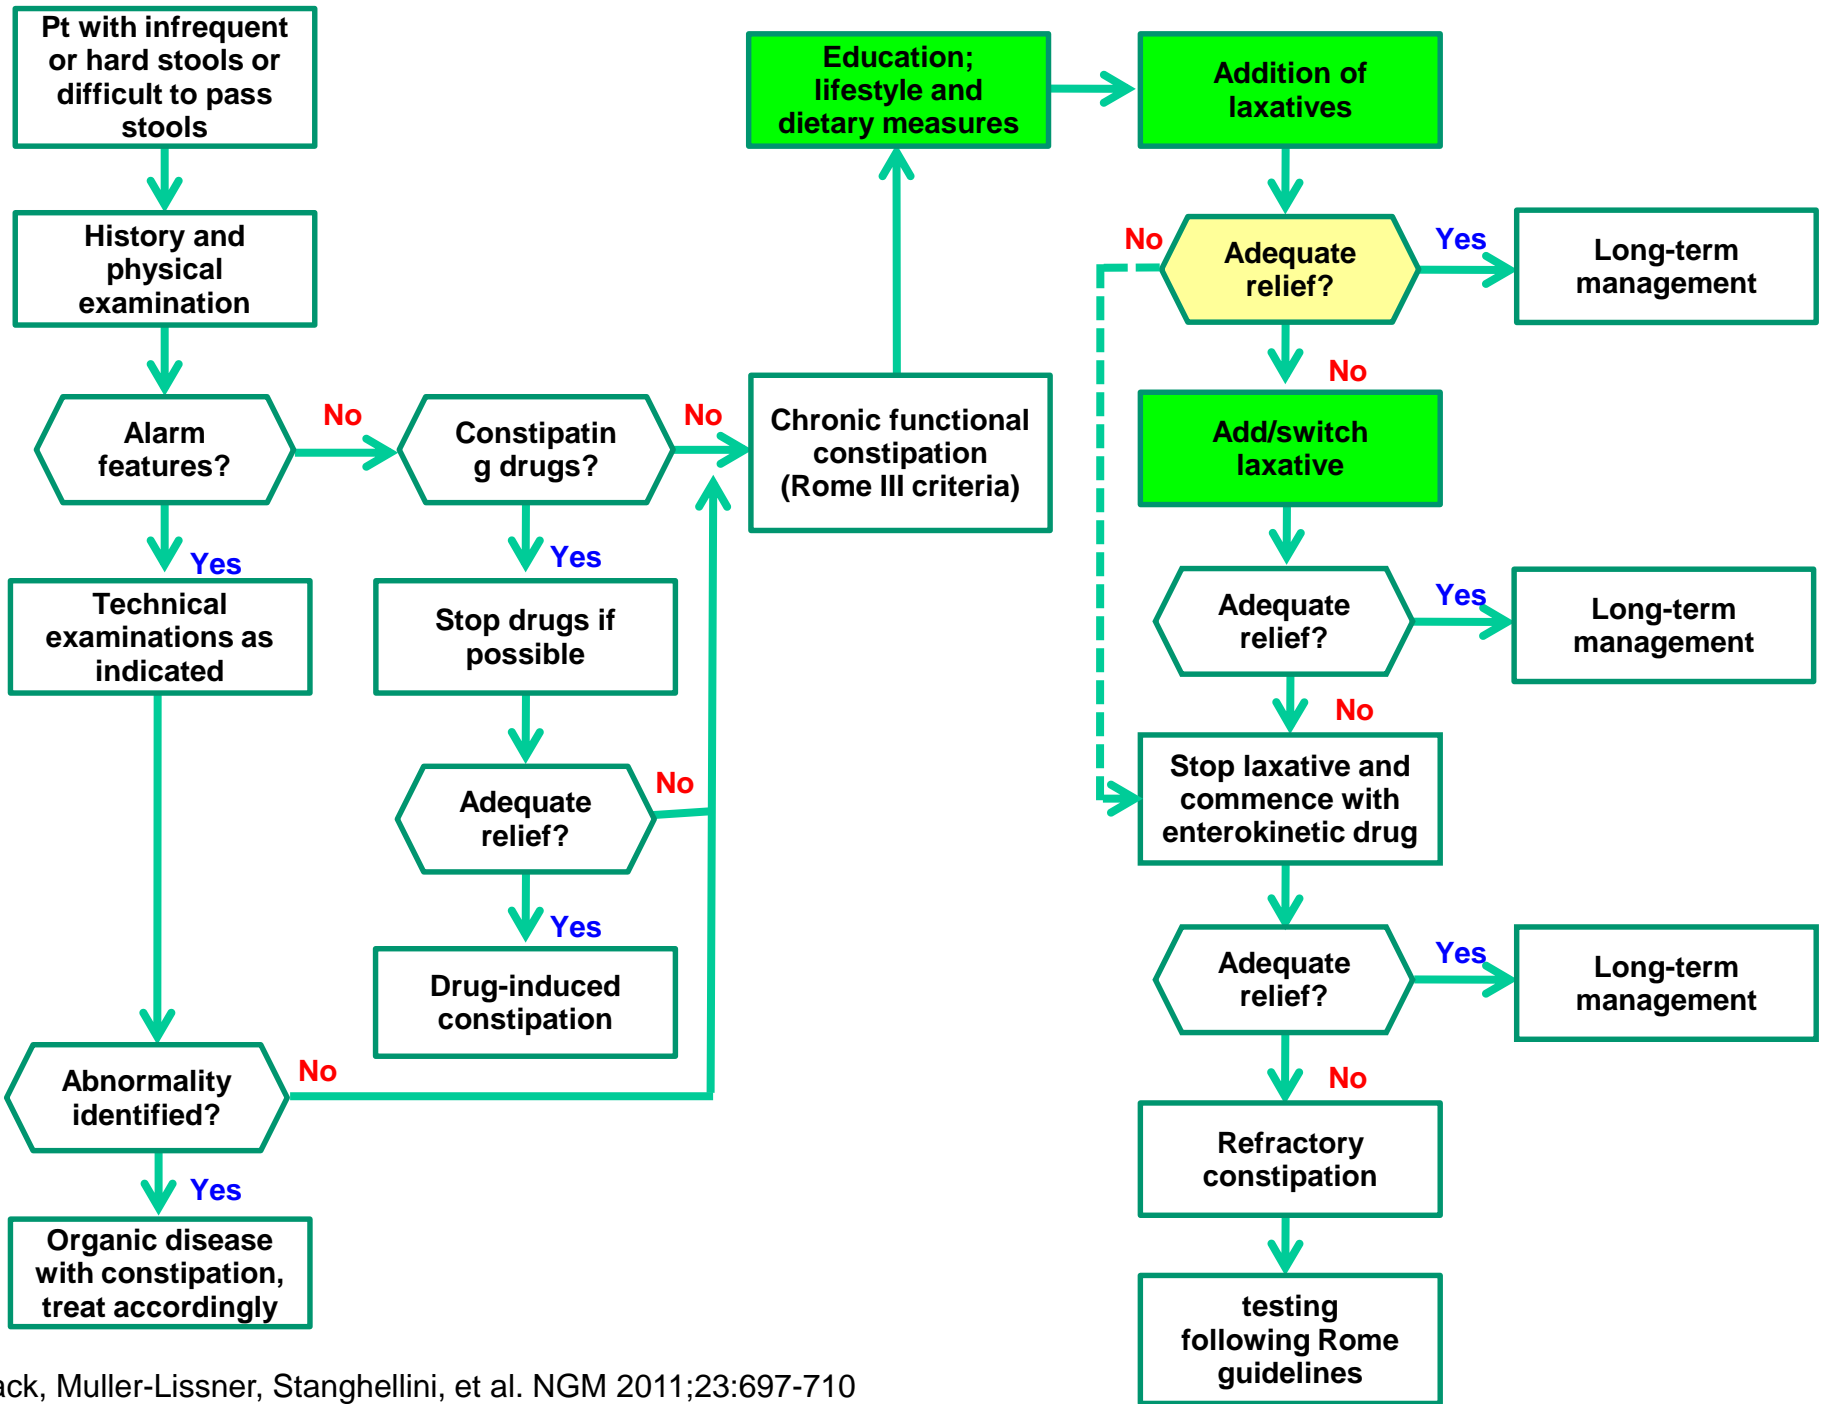 Pt with infrequent
or hard stools or
difficult to pass
stools
History and
physical
examination
Alarm
features?
No
Yes
Technical
examinations as
indicated
Abnormality
identified?
No
Yes
Organic disease
with constipation,
treat accordingly
Constipatin
g drugs?
No
Yes
Stop drugs if
possible
Adequate
relief?
No
Yes
Drug-induced
constipation
Chronic functional
constipation
(Rome III criteria)
Education;
lifestyle and
dietary measures
Addition of
laxatives
Adequate
relief?
No
Yes
Long-term
management
No
Add/switch
laxative
Adequate
relief?
Yes
Long-term
management
No
Stop laxative and
commence with
enterokinetic drug
Adequate
relief?
Yes
Long-term
management
No
Refractory
constipation
testing
following Rome
guidelines
ack, Muller-Lissner, Stanghellini, et al. NGM 2011;23:697-710